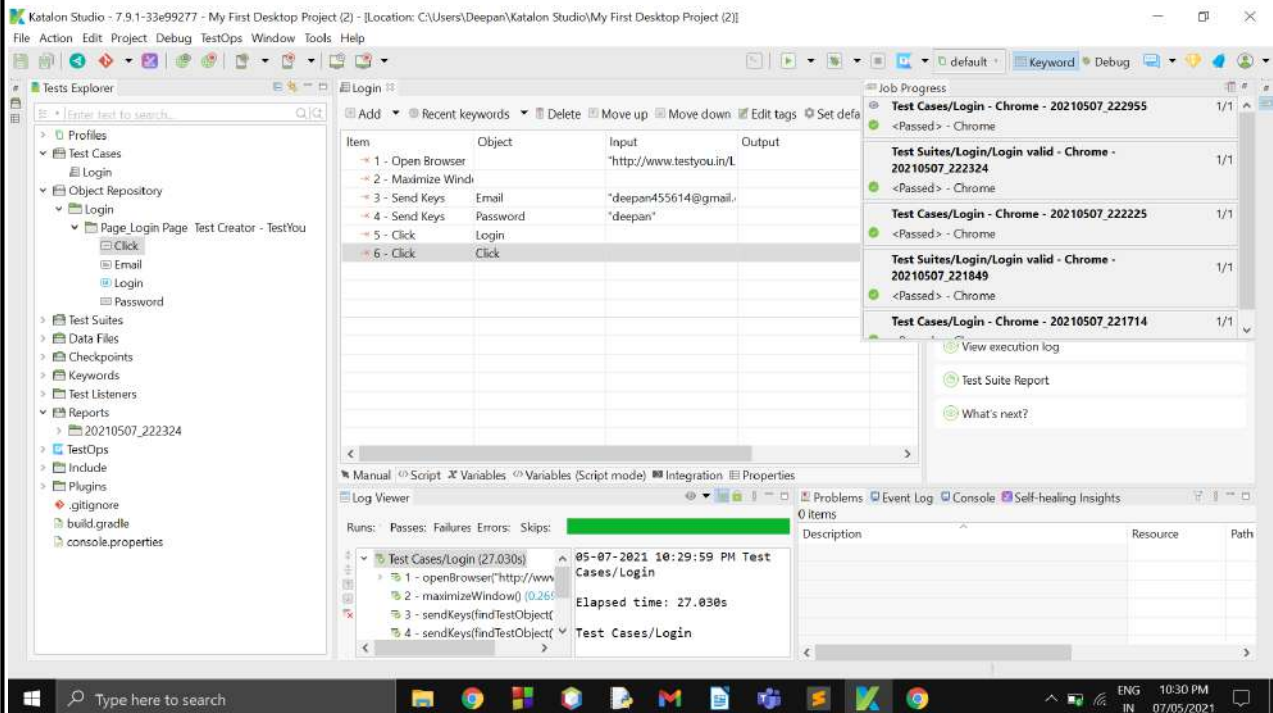 Katalon Studio - 7.9.1-33e99277 - My First Desktop Project (2) - [Location: C:\Users\Deepan\Katalon Studio\My First Desktop Project (2)]
File Action Edit Project Debug TestOps Window Tools Help
default Keyword Debug
Tests Explorer
Enter text to search...
Profiles
Test Cases
Login
Object Repository
Login
Page_Login Page Test Creator - TestYou
Click
Email
Login
Password
Test Suites
Data Files
Checkpoints
Keywords
Test Listeners
Reports
20210507_222324
TestOps
Include
Plugins
.gitignore
build.gradle
console.properties
Login
Add Recent keywords Delete Move up Move down Edit tags Set defa
Item Object Input Output
1 - Open Browser "http://www.testyou.in/L
2 - Maximize Wind
3 - Send Keys Email "deepan455614@gmail.
4 - Send Keys Password "deepan"
5 - Click Login
6 - Click Click
Manual Script Variables Variables (Script mode) Integration Properties
Job Progress
Test Cases/Login - Chrome - 20210507_222955 1/1
<Passed> - Chrome
Test Suites/Login/Login valid - Chrome - 1/1
20210507_222324
<Passed> - Chrome
Test Cases/Login - Chrome - 20210507_222225 1/1
<Passed> - Chrome
Test Suites/Login/Login valid - Chrome - 1/1
20210507_221849
<Passed> - Chrome
Test Cases/Login - Chrome - 20210507_221714 1/1
View execution log
Test Suite Report
What's next?
Log Viewer
Runs: Passes: Failures Errors: Skips:
Test Cases/Login (27.030s)
1 - openBrowser("http://www
2 - maximizeWindow() (0.26
3 - sendKeys(findTestObject(
4 - sendKeys(findTestObject(
05-07-2021 10:29:59 PM Test
Cases/Login
Elapsed time: 27.030s
Test Cases/Login
Problems Event Log Console Self-healing Insights
0 items
Description Resource Path
Type here to search
ENG 10:30 PM
IN 07/05/2021